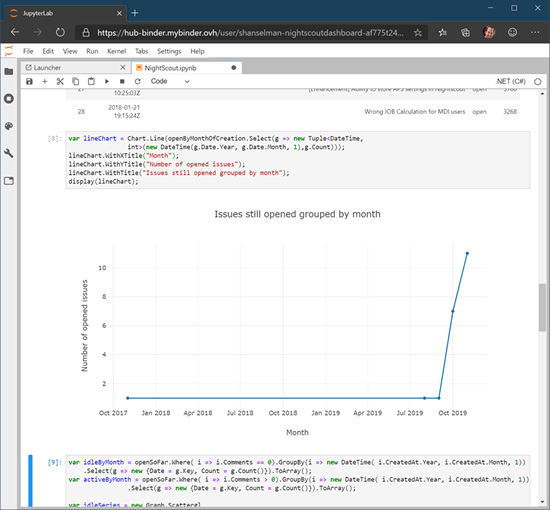 JupyterLab
https://hub-binder.mybinder.ovh/user/shanselman-nightscoutdashboard-af775t24...
File Edit View Run Kernel Tabs Settings Help
Launcher
NightScout.ipynb
Code
.NET (C#)
10:25:03Z
[Enhancement] Ability to store APS settings in Nightscout open
28
2018-01-21
19:15:24Z
Wrong IOB Calculation for MDI users open 3268
[8]: var lineChart = Chart.Line(openByMonthOfCreation.Select(g => new Tuple<DateTime,
int>(new DateTime(g.Date.Year, g.Date.Month, 1),g.Count)));
lineChart.WithXTitle("Month");
lineChart.WithYTitle("Number of opened issues");
lineChart.WithTitle("Issues still opened grouped by month");
display(lineChart);
Issues still opened grouped by month
Number of opened issues
10
8
6
4
2
Oct 2017 Jan 2018 Apr 2018 Jul 2018 Oct 2018 Jan 2019 Apr 2019 Jul 2019 Oct 2019
Month
[9]: var idleByMonth = openSoFar.Where( i => i.Comments == 0).GroupBy(i => new DateTime( i.CreatedAt.Year, i.CreatedAt.Month, 1))
.Select(g => new {Date = g.Key, Count = g.Count()}).ToArray();
var activeByMonth = openSoFar.Where( i => i.Comments > 0).GroupBy(i => new DateTime( i.CreatedAt.Year, i.CreatedAt.Month, 1))
.Select(g => new {Date = g.Key, Count = g.Count()}).ToArray();
var idleSeries = new Graph.Scattergl